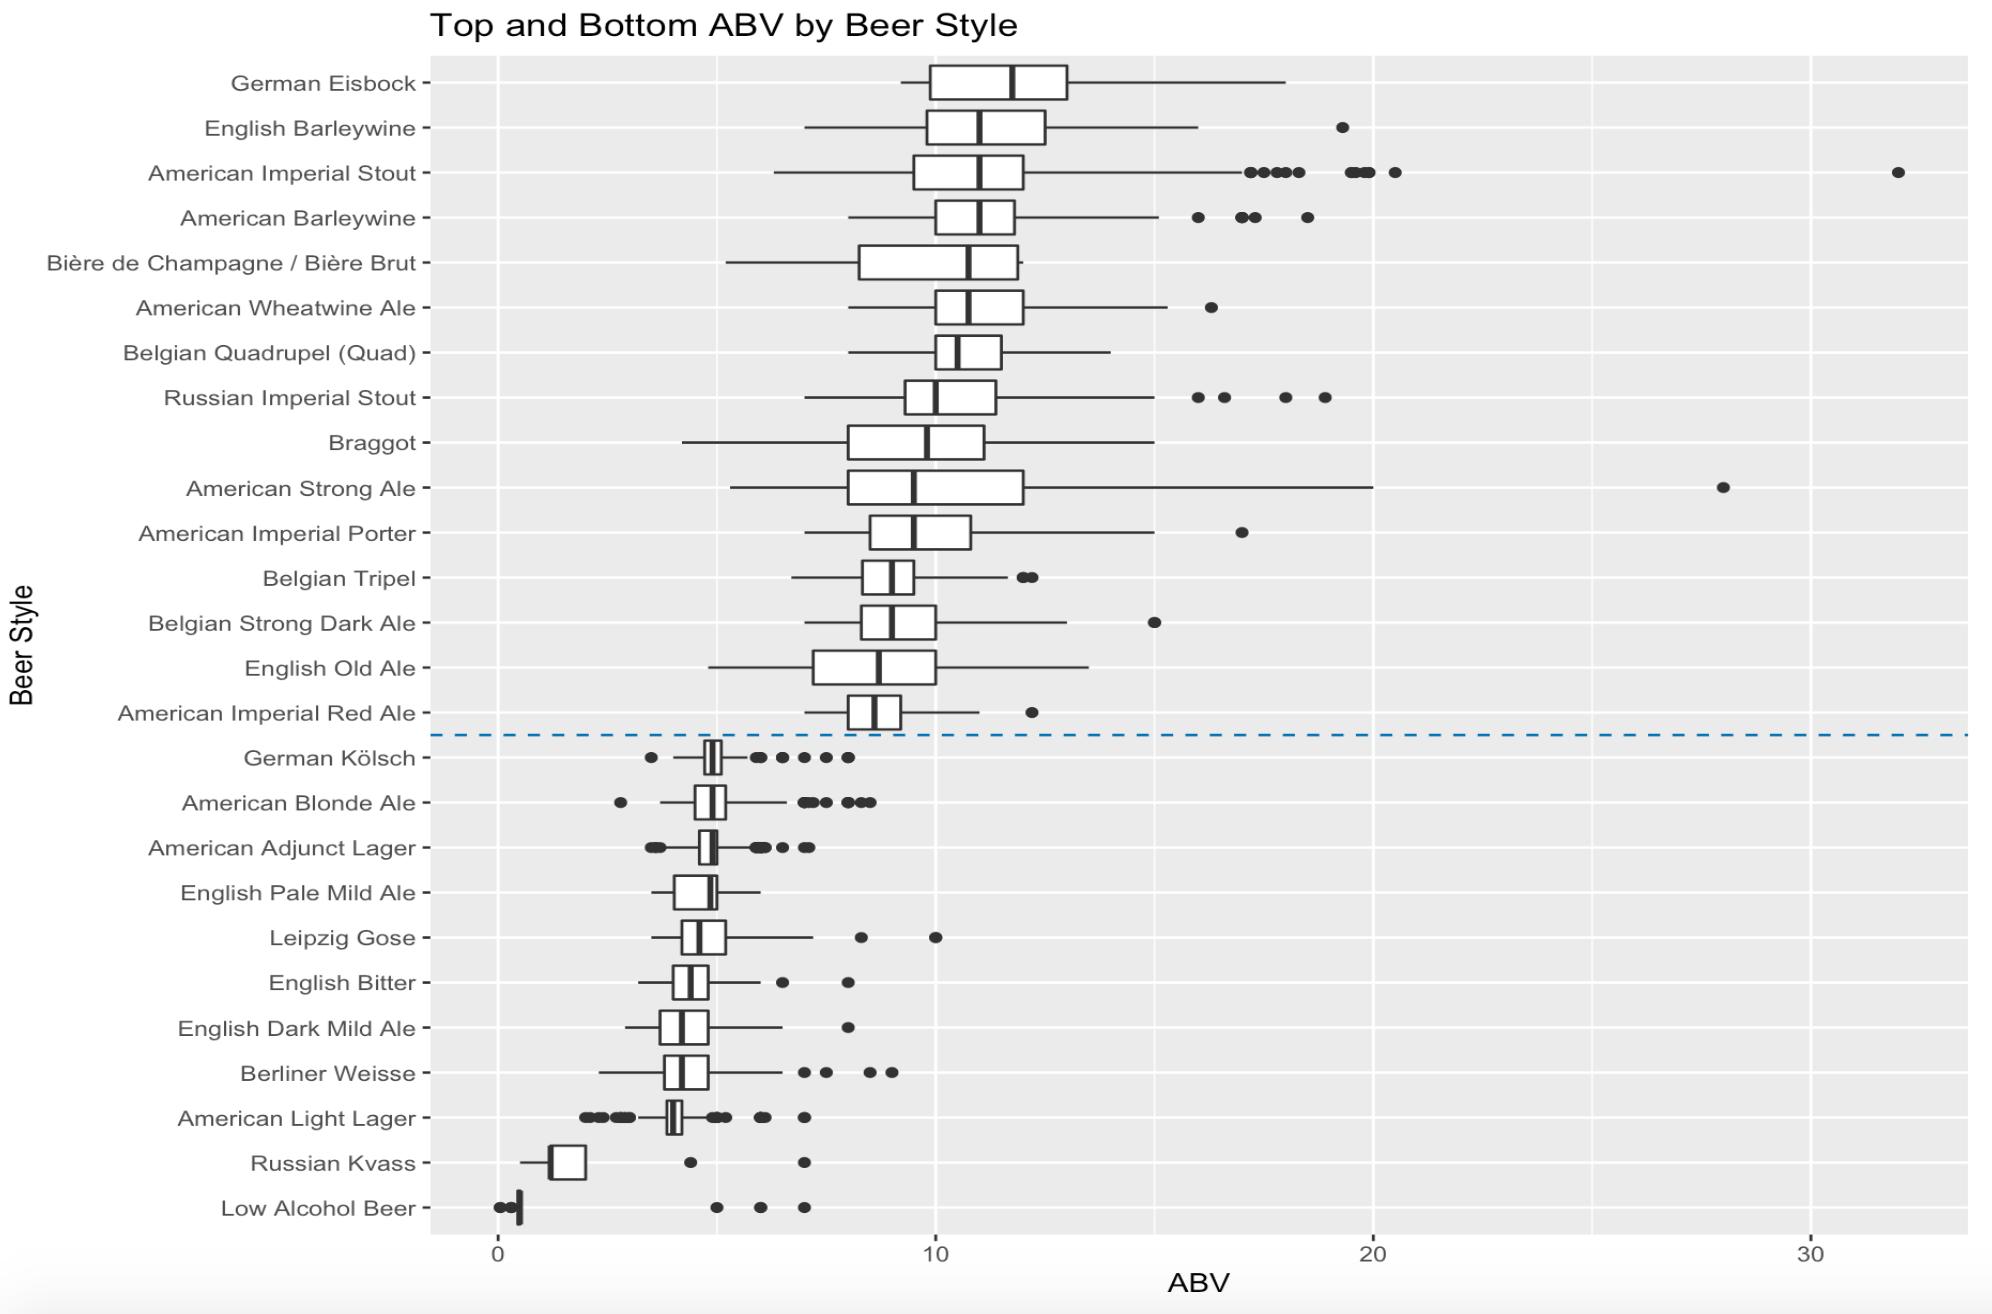 Top and Bottom ABV by Beer Style
Beer Style
German Eisbock
English Barleywine
American Imperial Stout
American Barleywine
Bière de Champagne / Bière Brut
American Wheatwine Ale
Belgian Quadrupel (Quad)
Russian Imperial Stout
Braggot
American Strong Ale
American Imperial Porter
Belgian Tripel
Belgian Strong Dark Ale
English Old Ale
American Imperial Red Ale
German Kölsch
American Blonde Ale
American Adjunct Lager
English Pale Mild Ale
Leipzig Gose
English Bitter
English Dark Mild Ale
Berliner Weisse
American Light Lager
Russian Kvass
Low Alcohol Beer
0 10 20 30
ABV